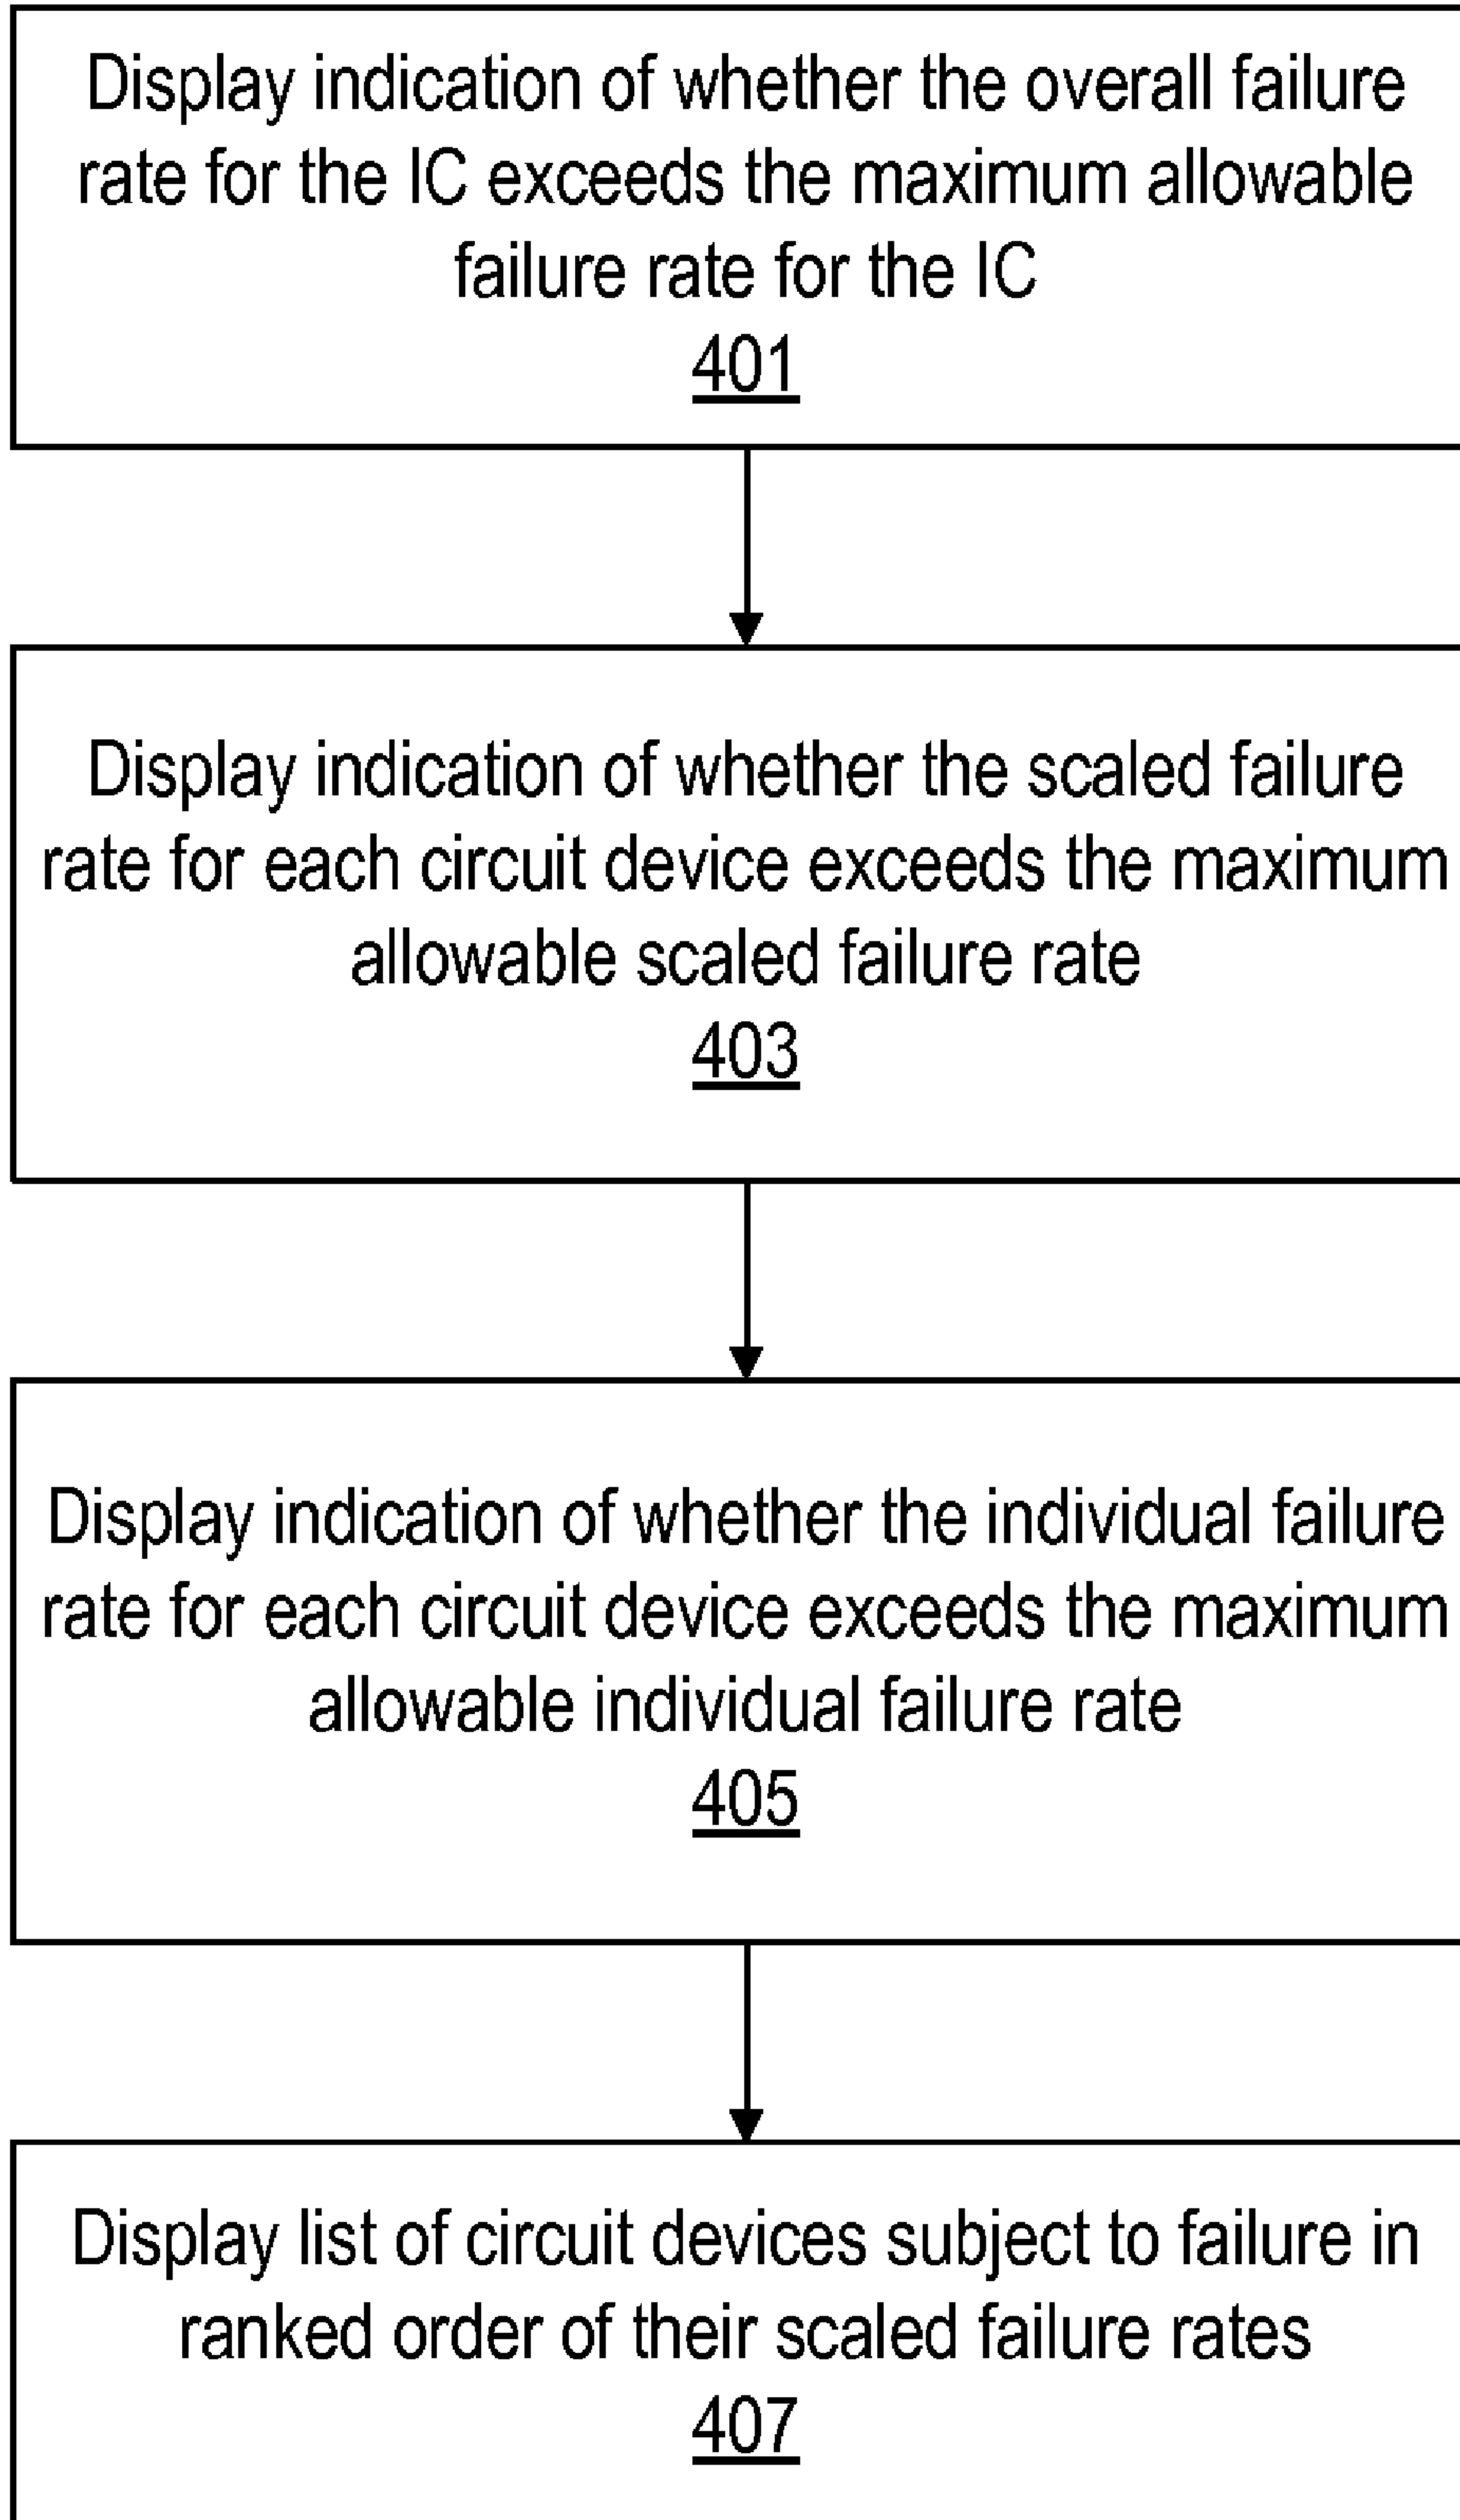 Display indication of whether the overall failure
rate for the IC exceeds the maximum allowable
failure rate for the IC
401
Display indication of whether the scaled failure
rate for each circuit device exceeds the maximum
allowable scaled failure rate
403
Display indication of whether the individual failure
rate for each circuit device exceeds the maximum
allowable individual failure rate
405
Display list of circuit devices subject to failure in
ranked order of their scaled failure rates
407